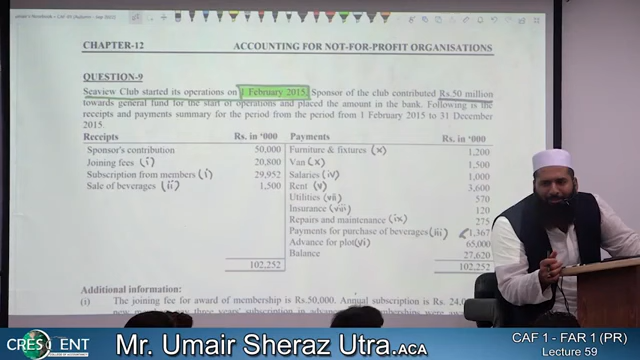 CHAPTER-12 ACCOUNTING FOR NOT-FOR-PROFIT ORGANISATIONS
QUESTION-9
Seaview Club started its operations on 1 February 2015. Sponsor of the club contributed Rs.50 million
towards general fund for the start of operations and placed the amount in the bank. Following is the
receipts and payments summary for the period from the period from 1 February 2015 to 31 December
2015.
Receipts Rs. in '000 Payments Rs. in '000
Sponsor's contribution 50,000 Furniture & fixtures (x) 1,200
Joining fees (i) 20,800 Van (x) 1,500
Subscription from members (i) 29,952 Salaries (iv) 1,000
Sale of beverages (ii) 1,500 Rent (v) 3,600
Utilities (vii) 570
Insurance (viii) 120
Repairs and maintenance (ix) 275
Payments for purchase of beverages (iii) 1,367
Advance for plot (vi) 65,000
Balance 27,620
102,252 102,252
Additional information:
(i) The joining fee for award of membership is Rs.50,000. Annual subscription is Rs.
CRESCENT
Mr. Umair Sheraz Utra.ACA
CAF 1 - FAR 1 (PR)
Lecture 59